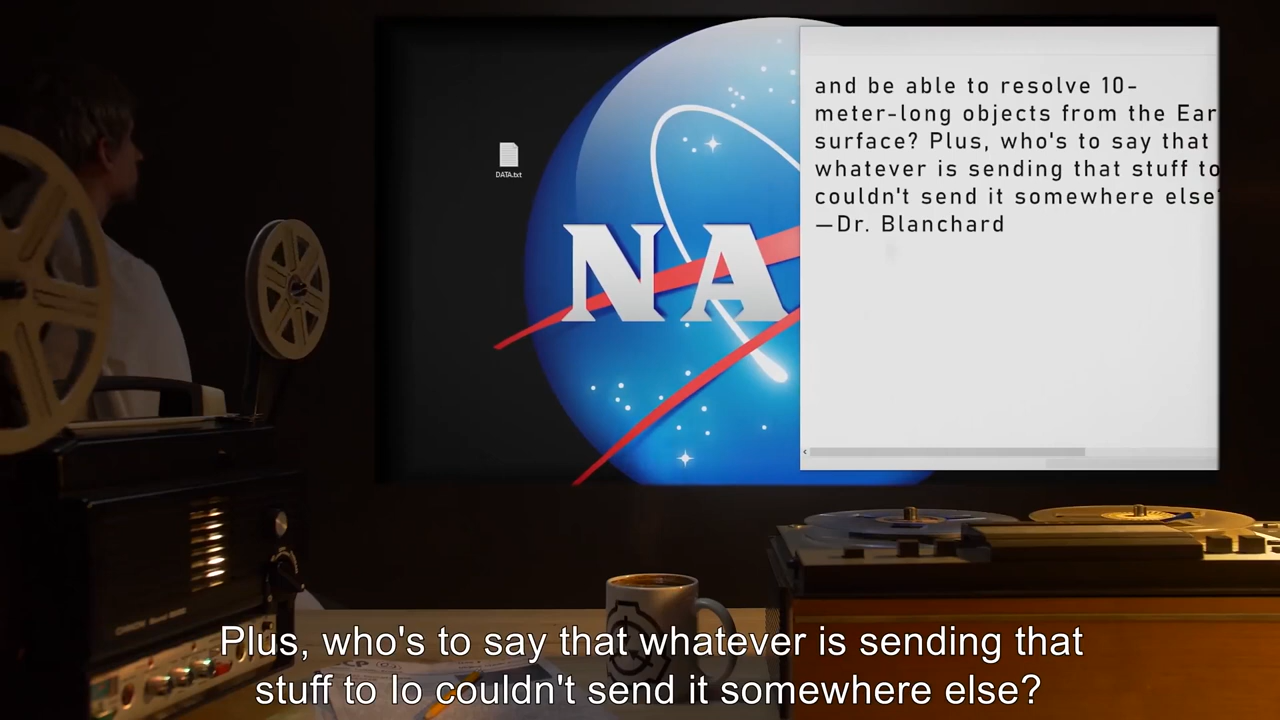 and be able to resolve 10-
meter-long objects from the Ear
surface? Plus, who's to say that
whatever is sending that stuff to
couldn't send it somewhere else
—Dr. Blanchard
DATA.txt
NA
Plus, who's to say that whatever is sending that
stuff to Io couldn't send it somewhere else?